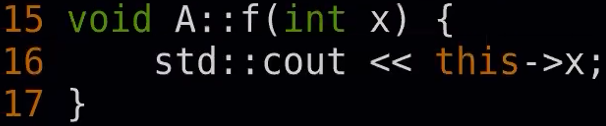 15 void A::f(int x) {
16     std::cout << this->x;
17 }